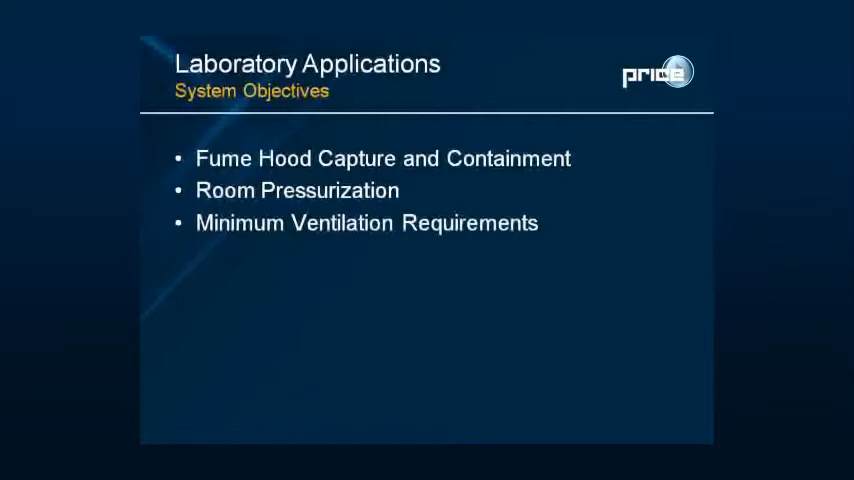 Laboratory Applications
System Objectives
price
• Fume Hood Capture and Containment
• Room Pressurization
• Minimum Ventilation Requirements